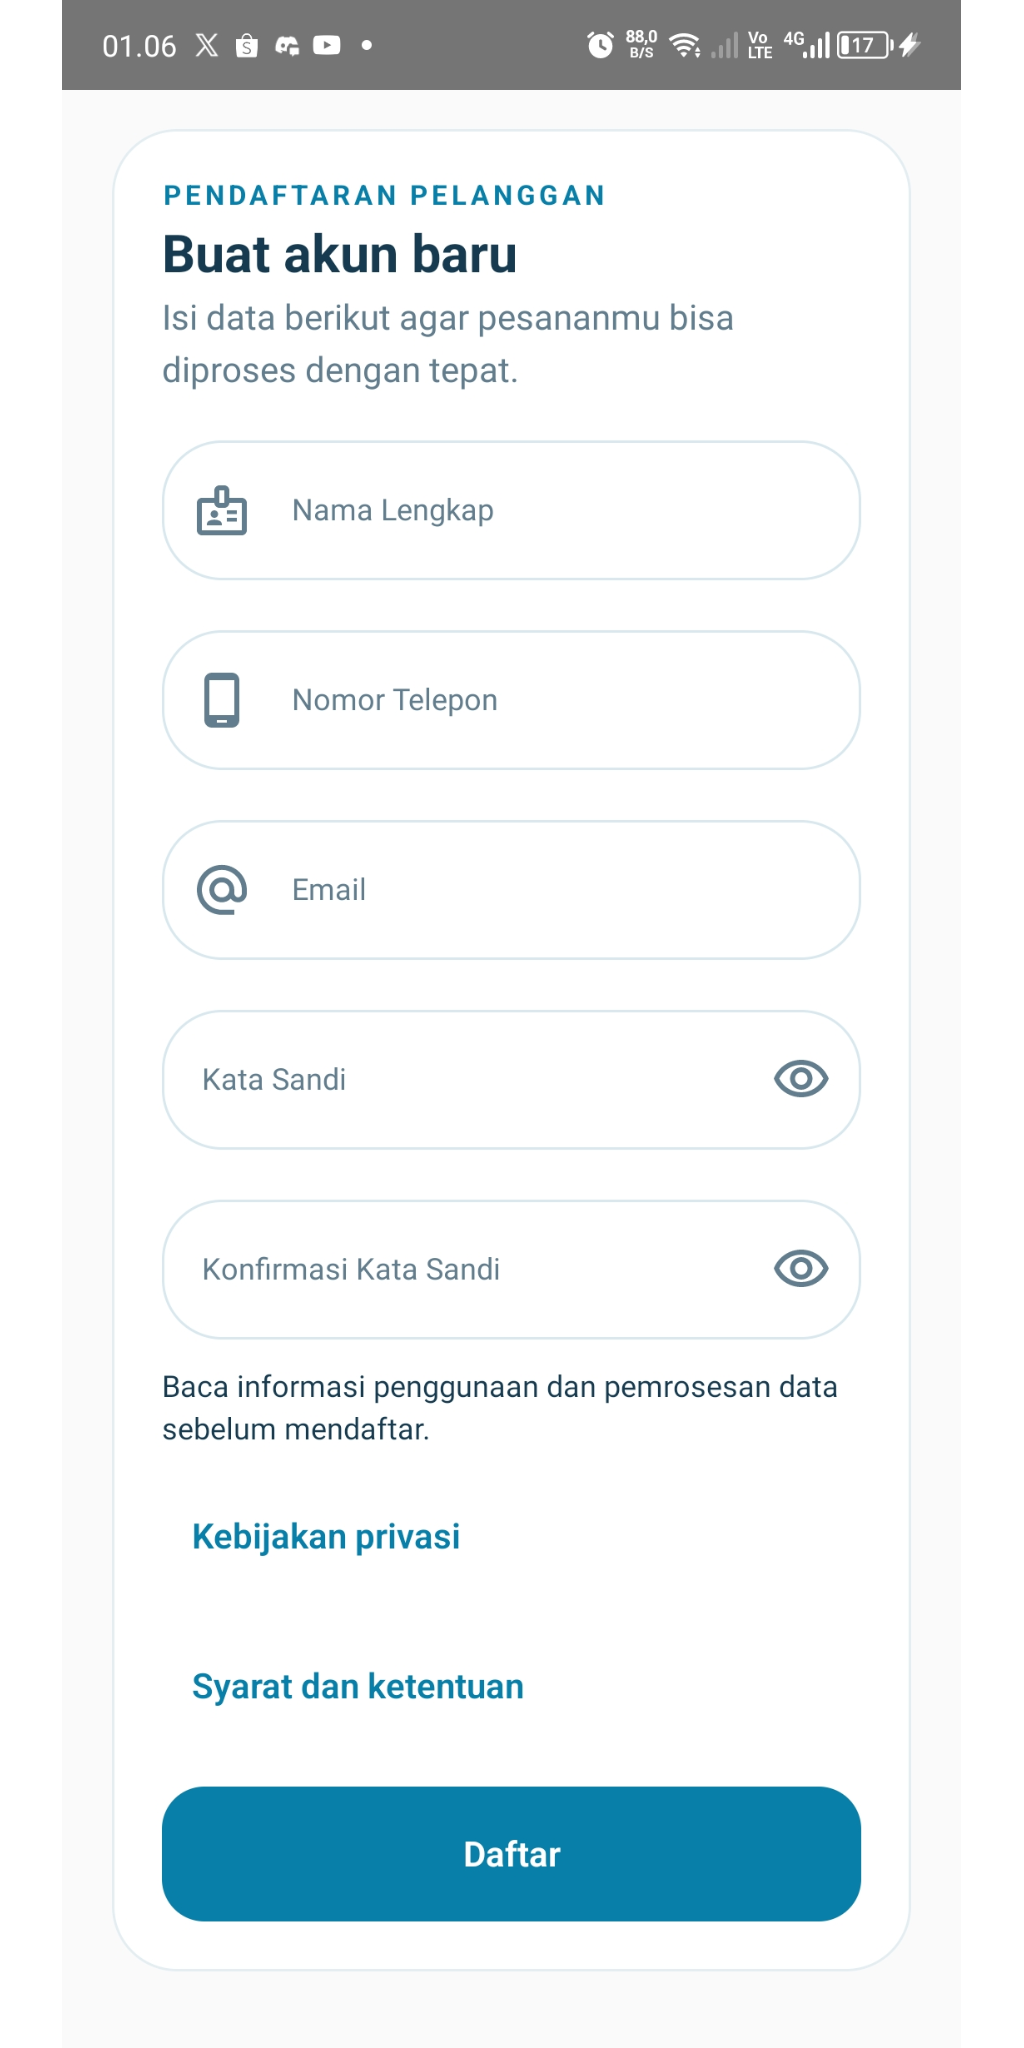 01.06
88,0 B/S
Vo LTE
4G
17
PENDAFTARAN PELANGGAN
Buat akun baru
Isi data berikut agar pesananmu bisa
diproses dengan tepat.
Nama Lengkap
Nomor Telepon
Email
Kata Sandi
Konfirmasi Kata Sandi
Baca informasi penggunaan dan pemrosesan data
sebelum mendaftar.
Kebijakan privasi
Syarat dan ketentuan
Daftar